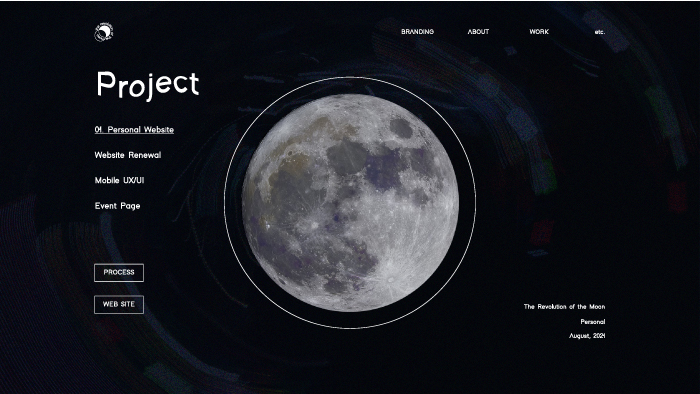 BRANDING
ABOUT
WORK
etc.
Project
01. Personal Website
Website Renewal
Mobile UX/UI
Event Page
PROCESS
WEB SITE
The Revolution of the Moon
Personal
August, 2021